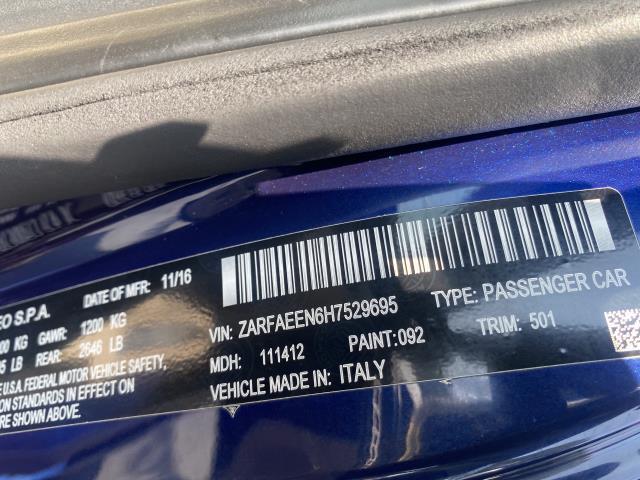 EO S.P.A. DATE OF MFR: 11/16
00 KG GAWR: 1200 KG
5 LB REAR: 2646 LB
E U.S.A. FEDERAL MOTOR VEHICLE SAFETY,
ON STANDARDS IN EFFECT ON
RE SHOWN ABOVE.
VIN: ZARFAEEN6H7529695 TYPE: PASSENGER CAR
MDH: 111412 PAINT: 092 TRIM: 501
VEHICLE MADE IN: ITALY